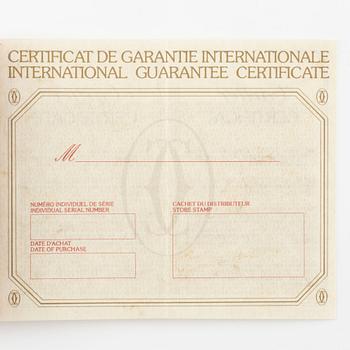 CERTIFICAT DE GARANTIE INTERNATIONALE
INTERNATIONAL GUARANTEE CERTIFICATE
M
NUMÉRO INDIVIDUEL DE SÉRIE
INDIVIDUAL SERIAL NUMBER
CACHET DU DISTRIBUTEUR
STORE STAMP
DATE D'ACHAT
DATE OF PURCHASE